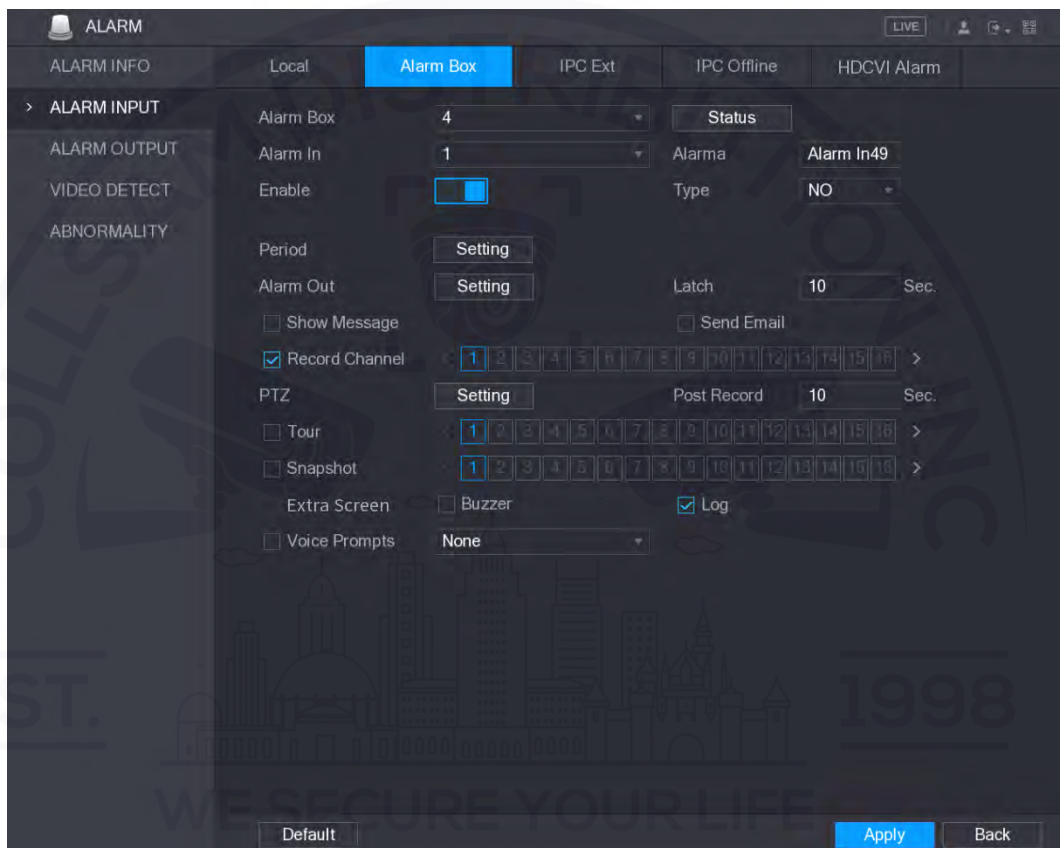 ALARM LIVE
ALARM INFO Local Alarm Box IPC Ext IPC Offline HDCVI Alarm
> ALARM INPUT Alarm Box 4 Status
ALARM OUTPUT Alarm In 1 Alarma Alarm In49
VIDEO DETECT Enable Type NO
ABNORMALITY
Period Setting
Alarm Out Setting Latch 10 Sec.
Show Message Send Email
Record Channel 1 2 3 4 5 6 7 8 9 10 11 12 13 14 15 16 >
PTZ Setting Post Record 10 Sec.
Tour 1 2 3 4 5 6 7 8 9 10 11 12 13 14 15 16 >
Snapshot 1 2 3 4 5 6 7 8 9 10 11 12 13 14 15 16 >
Extra Screen Buzzer Log
Voice Prompts None
ST. 1998
WE SECURE YOUR LIFE
Default Apply Back